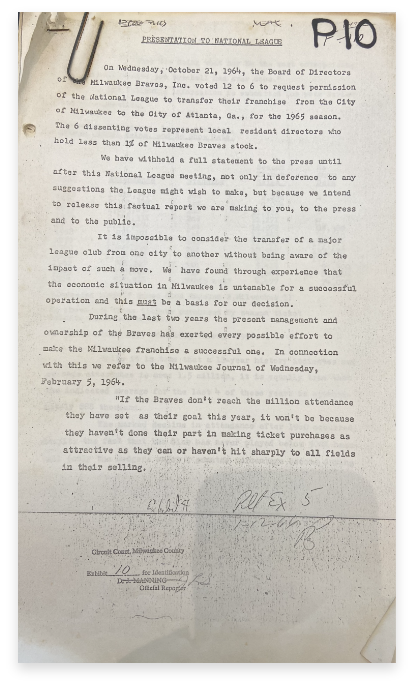 P10
PRESENTATION TO NATIONAL LEAGUE
On Wednesday, October 21, 1964, the Board of Directors
of the Milwaukee Braves, Inc. voted 12 to 6 to request permission
of the National League to transfer their franchise from the City
of Milwaukee to the City of Atlanta, Ga., for the 1965 season.
The 6 dissenting votes represent local resident directors who
hold less than 1% of Milwaukee Braves stock.
We have withheld a full statement to the press until
after this National League meeting, not only in deference to any
suggestions the League might wish to make, but because we intend
to release this factual report we are making to you, to the press
and to the public.
It is impossible to consider the transfer of a major
league club from one city to another without being aware of the
impact of such a move. We have found through experience that
the economic situation in Milwaukee is untenable for a successful
operation and this must be a basis for our decision.
During the last two years the present management and
ownership of the Braves has exerted every possible effort to
make the Milwaukee franchise a successful one. In connection
with this we refer to the Milwaukee Journal of Wednesday,
February 5, 1964.
"If the Braves don't reach the million attendance
they have set as their goal this year, it won't be because
they haven't done their part in making ticket purchases as
attractive as they can or haven't hit sharply to all fields
in their selling.
Ex 5
Circuit Court, Milwaukee County
Exhibit 10 for Identification
MANNING
Official Reporter